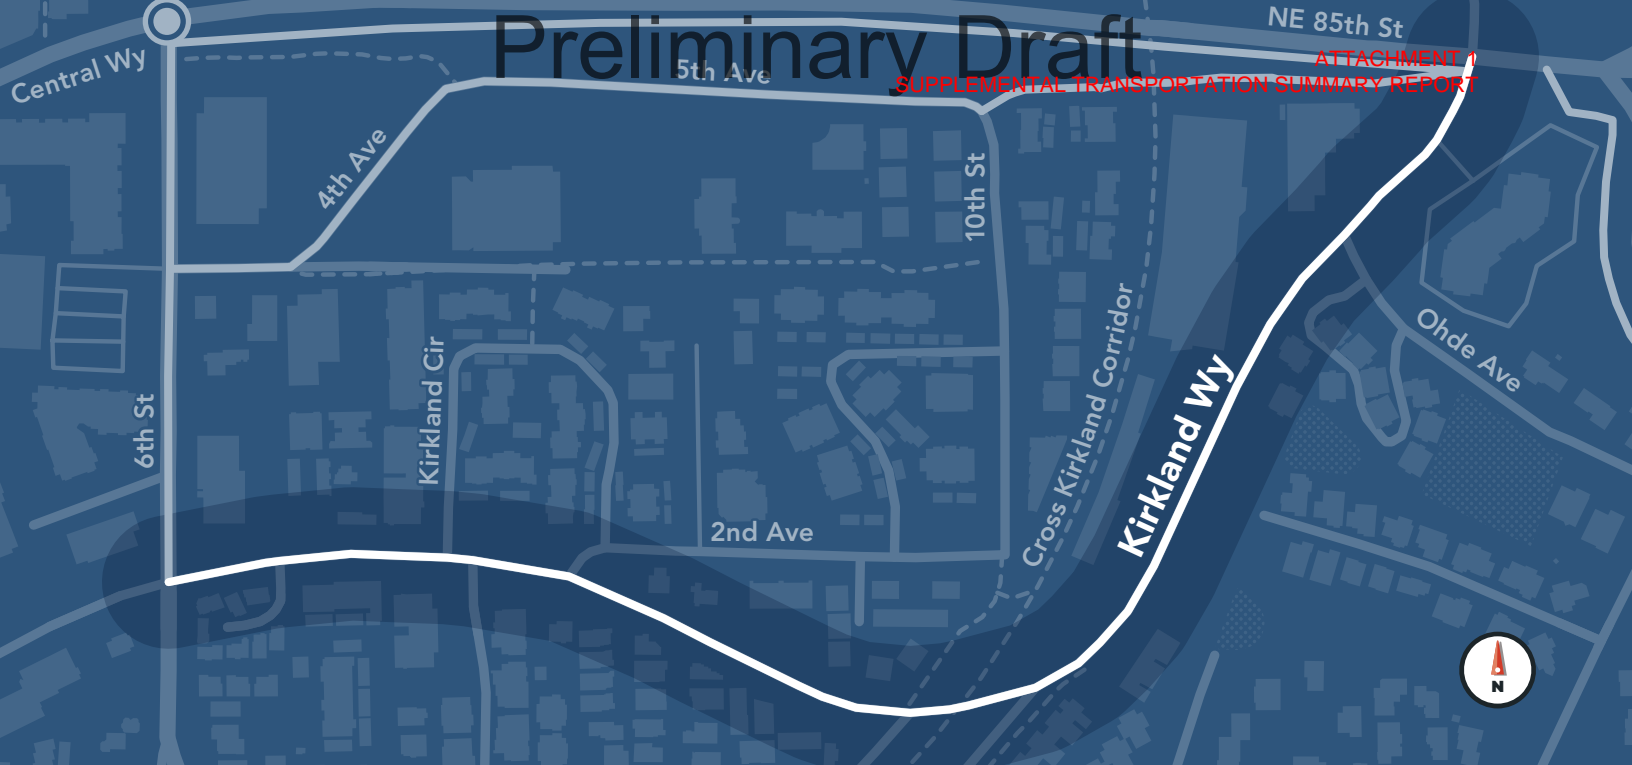 Preliminary Draft
NE 85th St
ATTACHMENT 1
SUPPLEMENTAL TRANSPORTATION SUMMARY REPORT
Central Wy
5th Ave
4th Ave
10th St
Cross Kirkland Corridor
Ohde Ave
Kirkland Cir
6th St
Kirkland Wy
2nd Ave
N